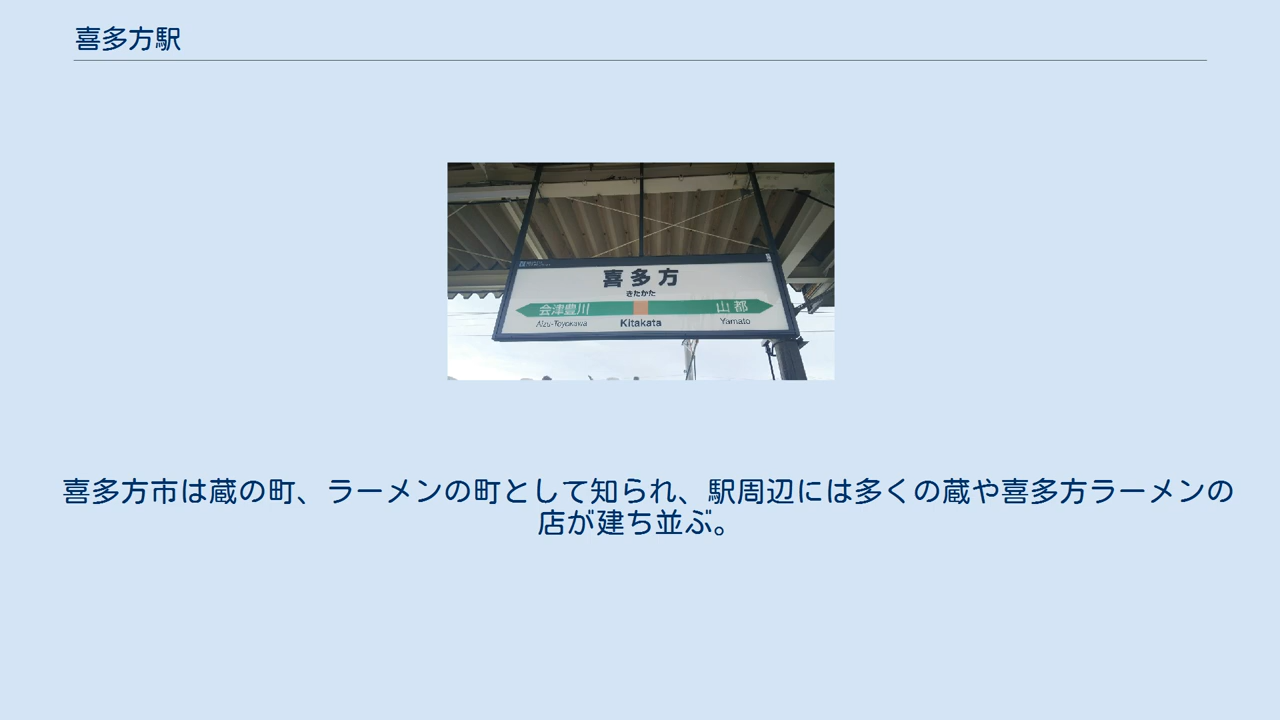 喜多方駅
喜多方
きたかた
会津豊川
山都
Aizu-Toyokawa
Kitakata
Yamato
喜多方市は蔵の町、ラーメンの町として知られ、駅周辺には多くの蔵や喜多方ラーメンの
店が建ち並ぶ。